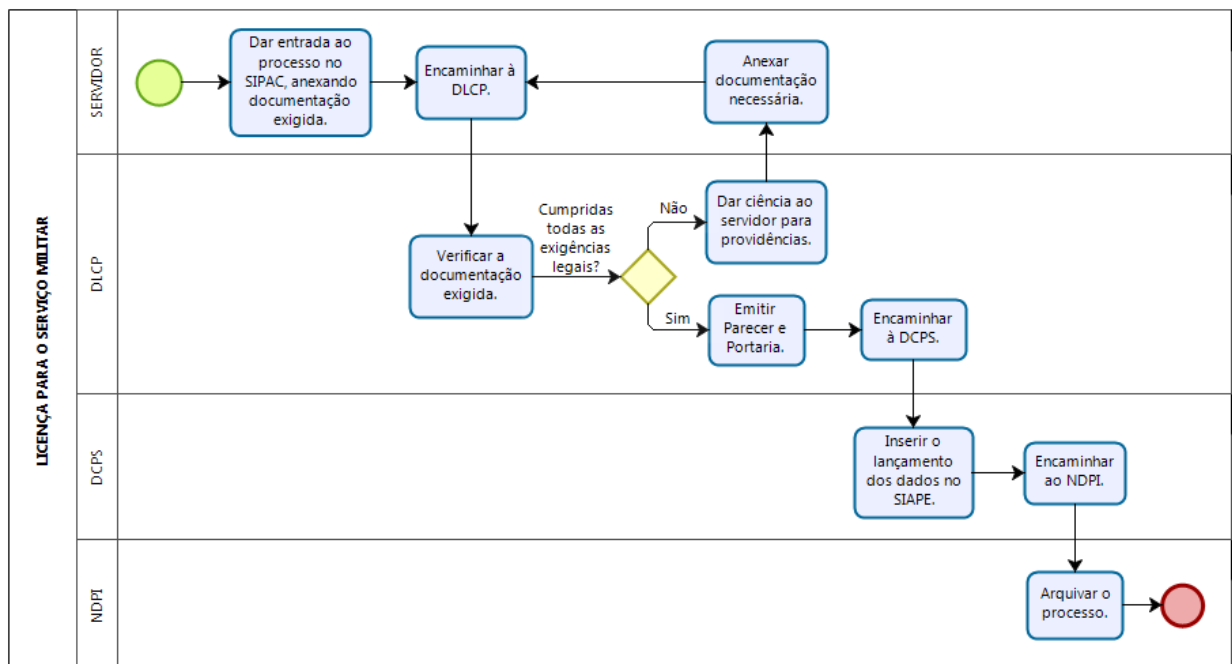 LICENÇA PARA O SERVIÇO MILITAR
SERVIDOR
Dar entrada ao
processo no
SIPAC, anexando
documentação
exigida.
Encaminhar à
DLCP.
Anexar
documentação
necessária.
DLCP
Verificar a
documentação
exigida.
Cumpridas
todas as
exigências
legais?
Não
Dar ciência ao
servidor para
providências.
Sim
Emitir
Parecer e
Portaria.
Encaminhar
à DCPS.
DCPS
Inserir o
lançamento
dos dados no
SIAPE.
Encaminhar
ao NDPI.
NDPI
Arquivar o
processo.